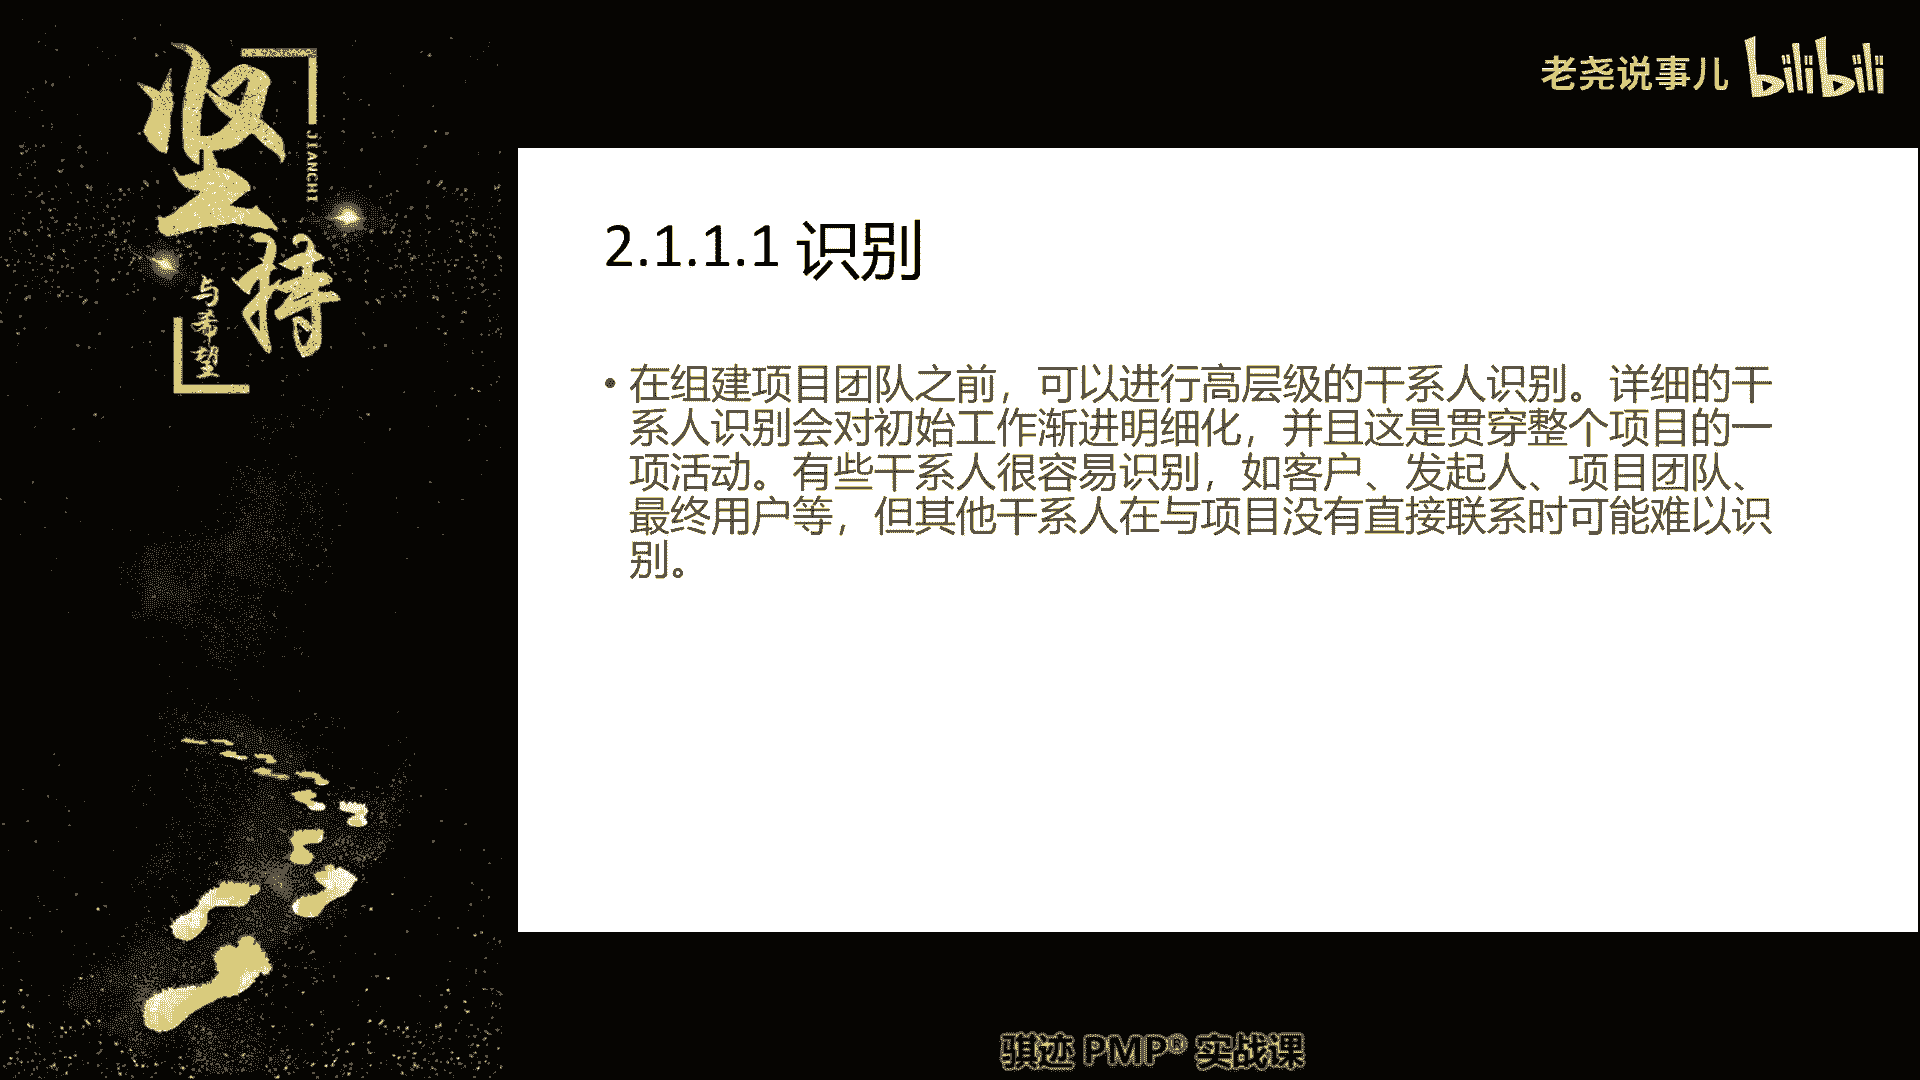 坚持
JIANCHI
与希望
老尧说事儿 bilibili
2.1.1.1 识别
• 在组建项目团队之前，可以进行高层级的干系人识别。详细的干
系人识别会对初始工作渐进明细化，并且这是贯穿整个项目的一
项活动。有些干系人很容易识别，如客户、发起人、项目团队、
最终用户等，但其他干系人在与项目没有直接联系时可能难以识
别。
骐迹 PMP® 实战课